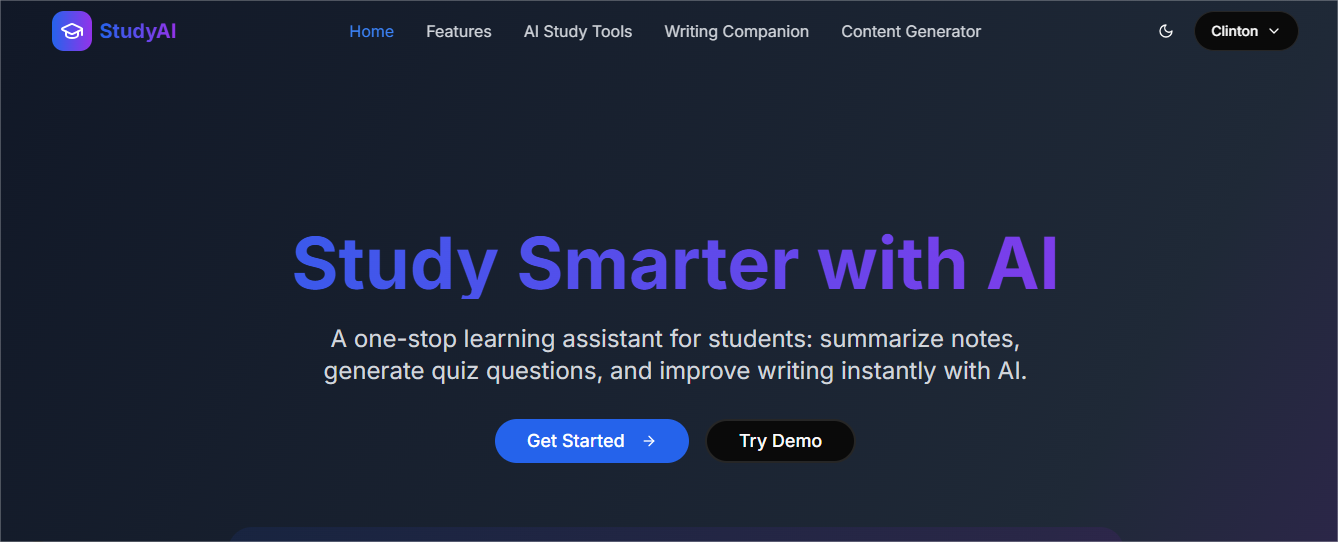 StudyAI
Home
Features
AI Study Tools
Writing Companion
Content Generator
Clinton
Study Smarter with AI
A one-stop learning assistant for students: summarize notes,
generate quiz questions, and improve writing instantly with AI.
Get Started
Try Demo